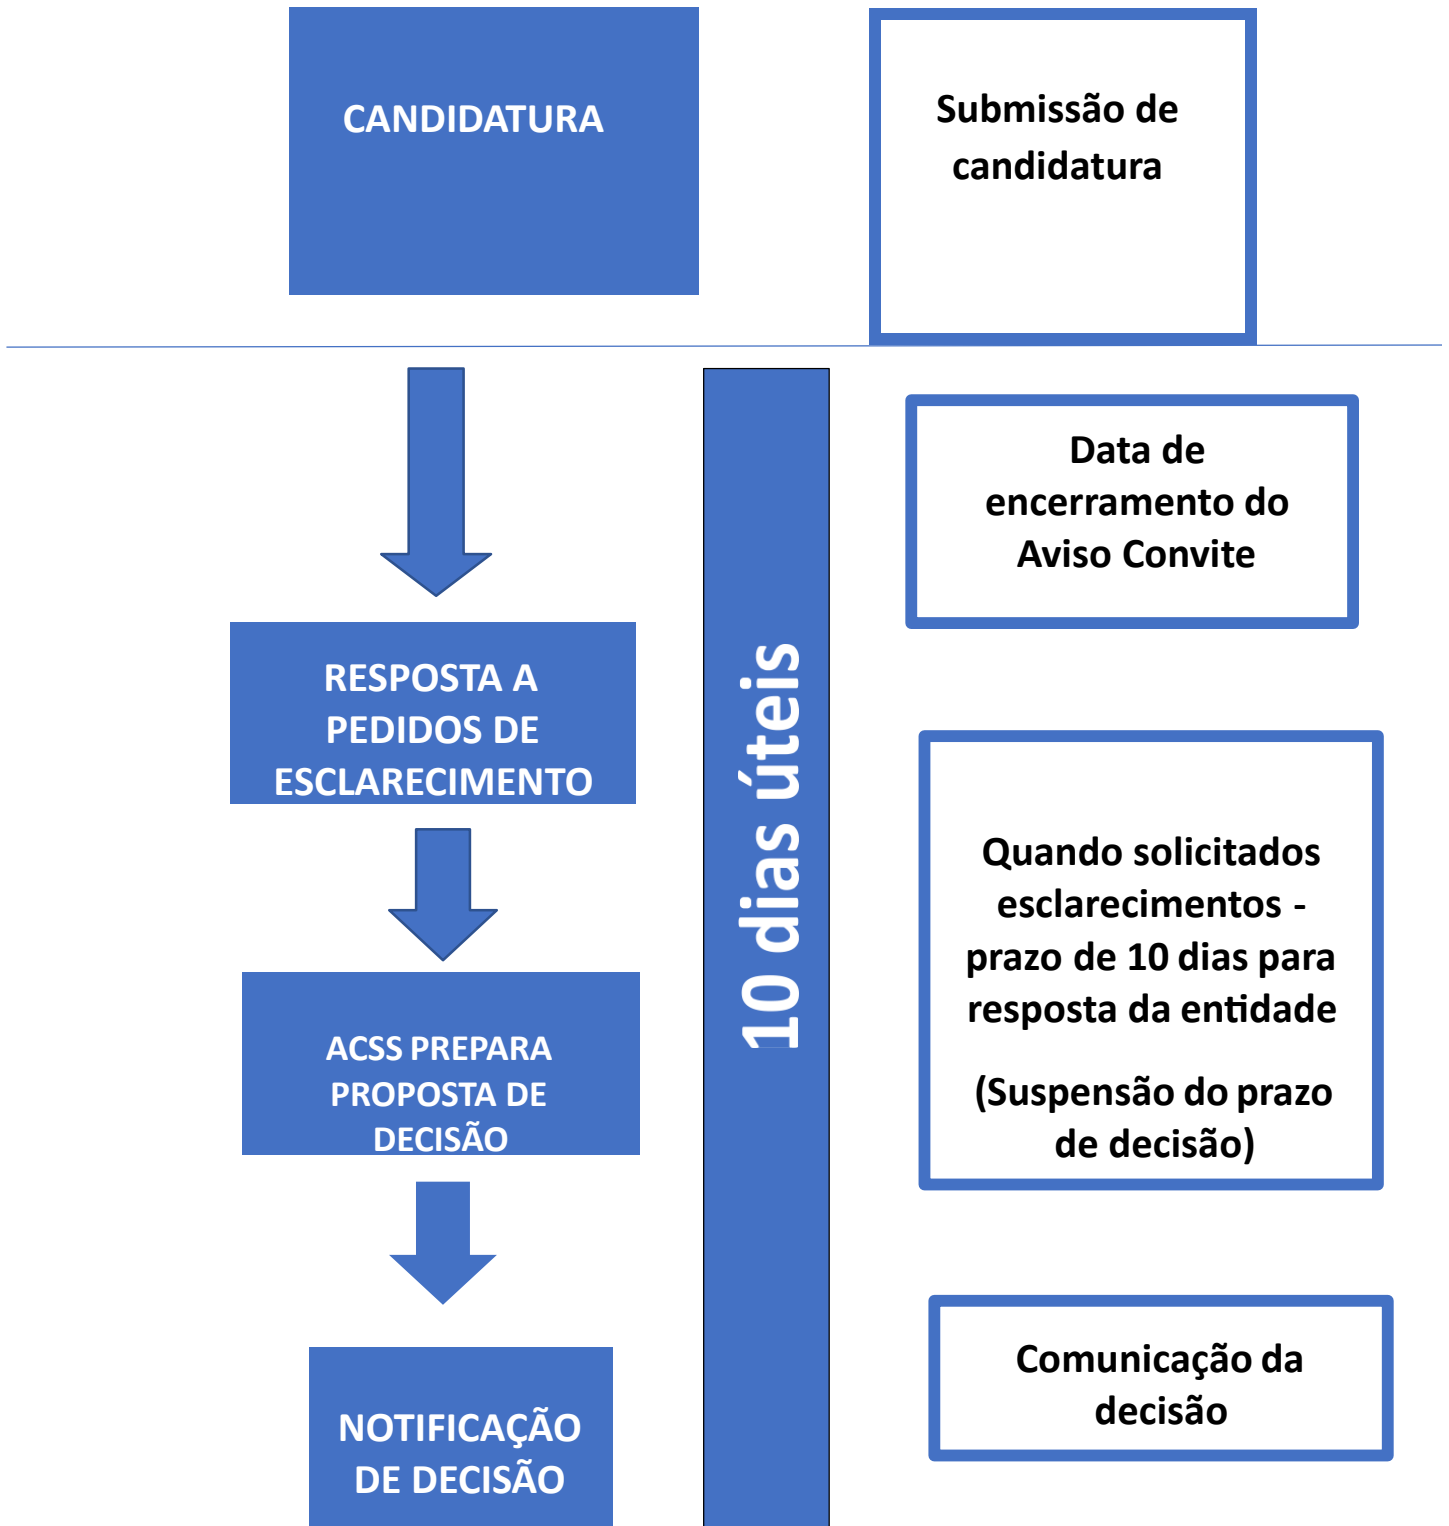 CANDIDATURA
Submissão de
candidatura
Data de
encerramento do
Aviso Convite
RESPOSTA A
PEDIDOS DE
ESCLARECIMENTO
10 dias úteis
Quando solicitados
esclarecimentos -
prazo de 10 dias para
resposta da entidade
(Suspensão do prazo
de decisão)
ACSS PREPARA
PROPOSTA DE
DECISÃO
Comunicação da
decisão
NOTIFICAÇÃO
DE DECISÃO